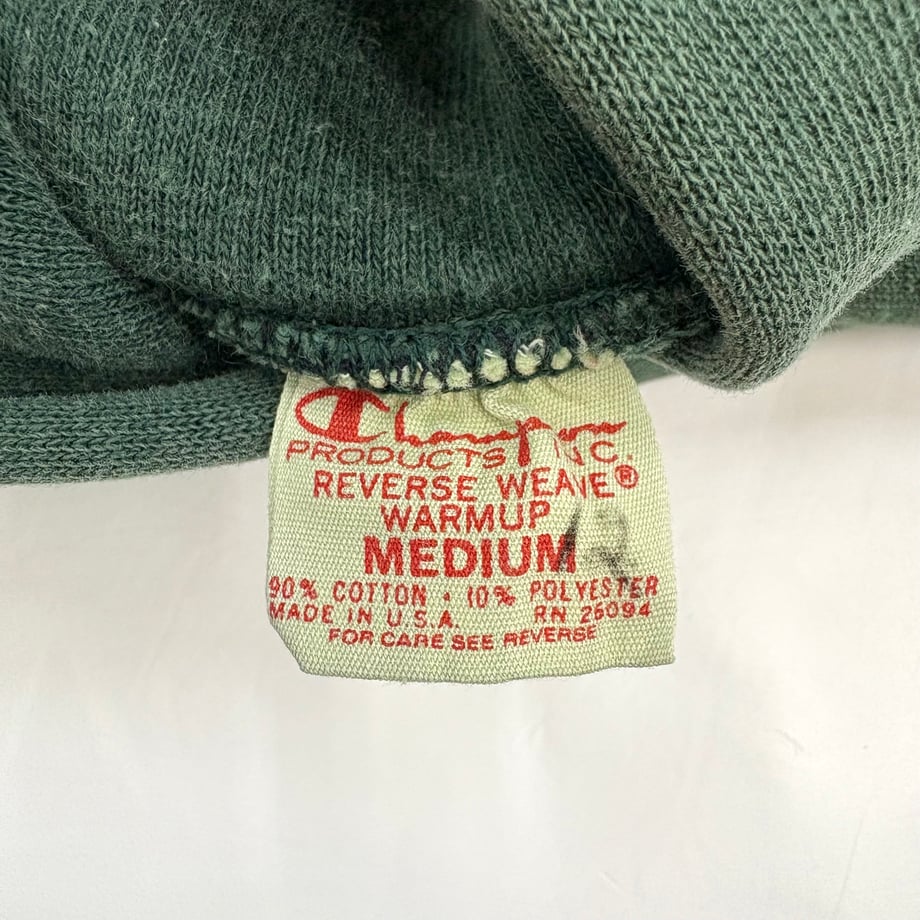 Champion
PRODUCTS INC.
REVERSE WEAVE®
WARMUP
MEDIUM
90% COTTON · 10% POLYESTER
MADE IN U.S.A. RN 26094
FOR CARE SEE REVERSE